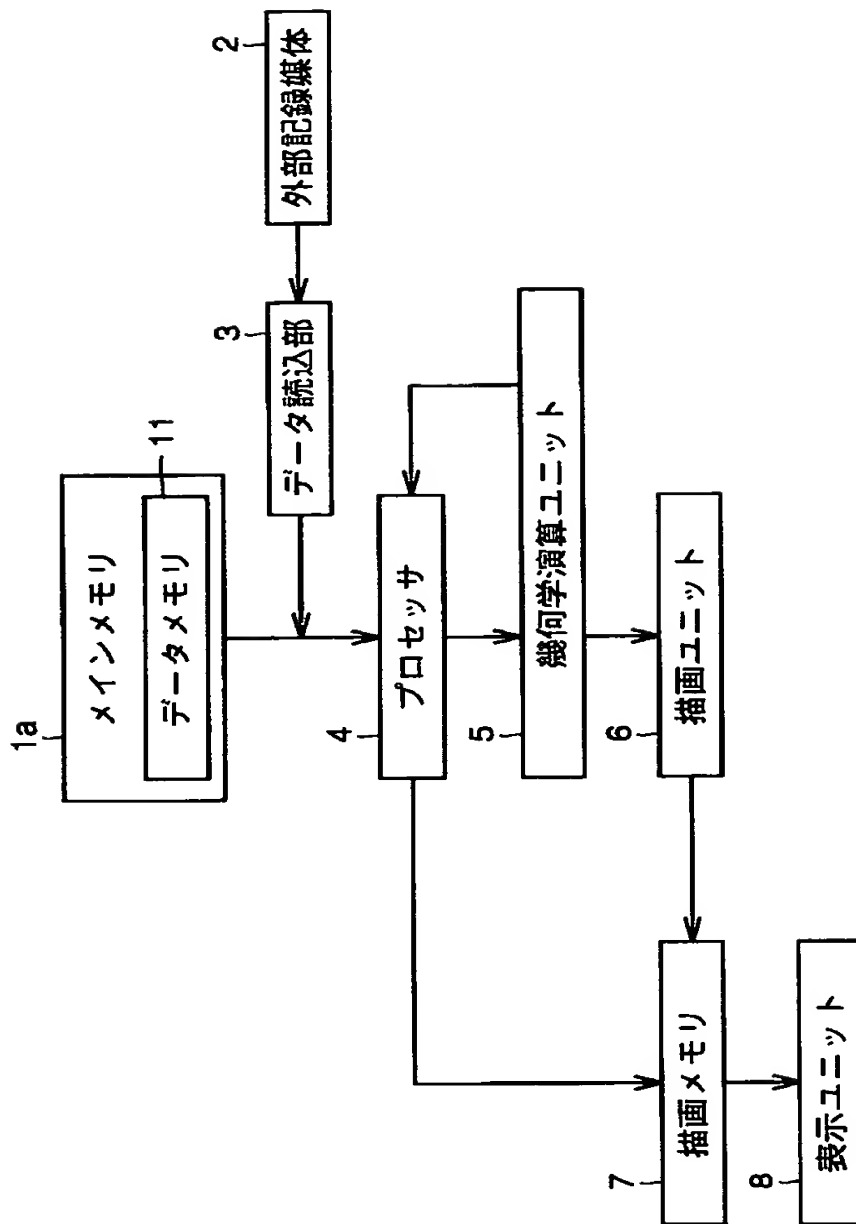 1a
メインメモリ
データメモリ
11
2
外部記録媒体
3
データ読込部
4
プロセッサ
5
幾何学演算ユニット
6
描画ユニット
7
描画メモリ
8
表示ユニット